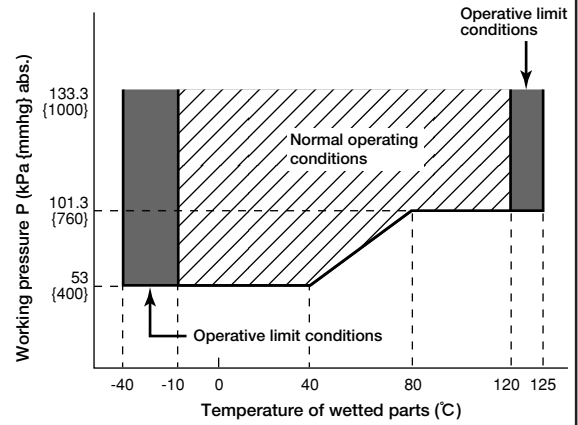 Operative limit
conditions
133.3
{1000}
Normal operating
conditions
101.3
{760}
53
{400}
Operative limit conditions
-40 -10 0 40 80 120 125
Temperature of wetted parts (℃)
Working pressure P (kPa {mmhg} abs.)